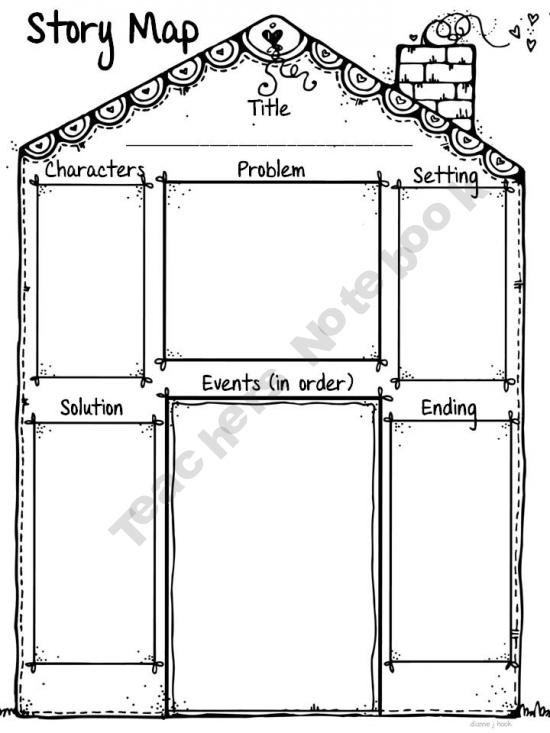 Story Map
Title
Characters
Problem
Setting
Teachers Notebook
Events (in order)
Solution
Ending
dianne j hook